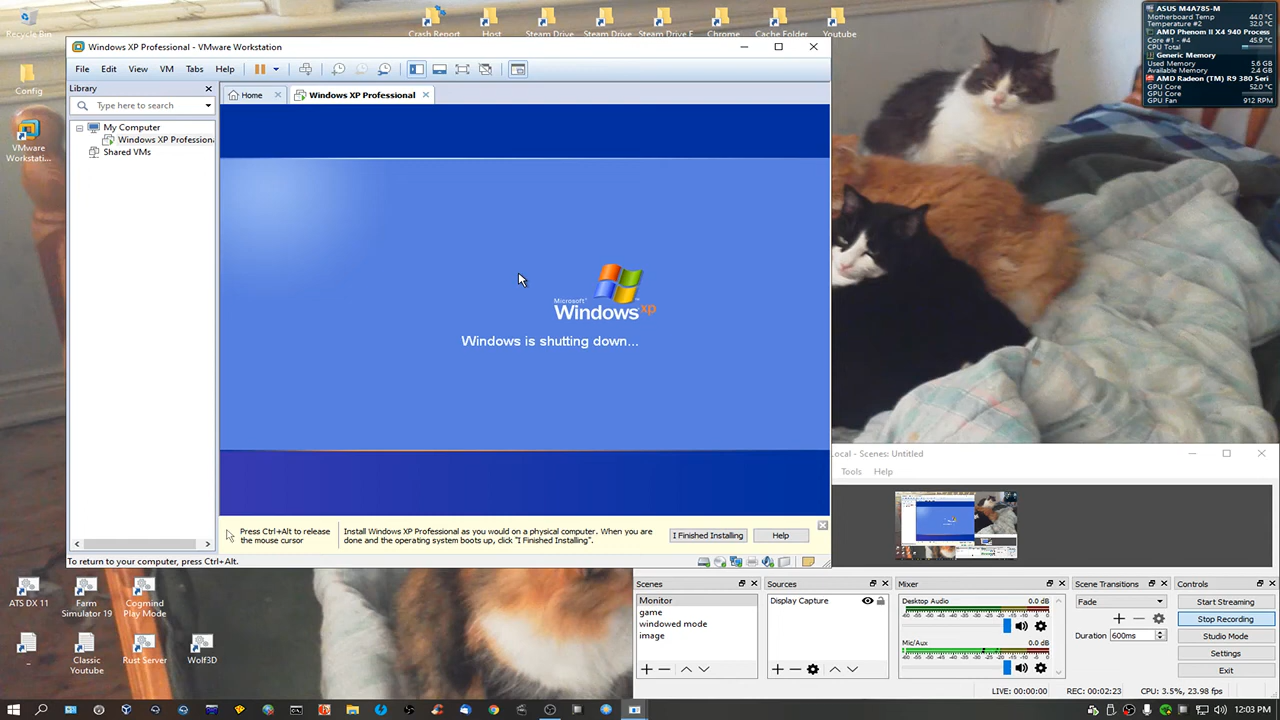 Recycle Bin
Crash Report
Host
Steam Drive
Steam Drive
Steam Drive F
Chrome
Cache Folder
Youtube
ASUS M4A785-M
Motherboard Temp 44.0°C
Temperature #2 32.0°C
AMD Phenom II X4 940 Process
Core #1 - #4 45.9°C
CPU Total
Generic Memory
Used Memory 5.6 GB
Available Memory 2.4 GB
AMD Radeon (TM) R9 380 Seri
GPU Core 52.0°C
GPU Core
GPU Fan 912 RPM
Config
VMware
Workstati...
Windows XP Professional - VMware Workstation
File Edit View VM Tabs Help
Library
Type here to search
My Computer
Windows XP Profession
Shared VMs
Home
Windows XP Professional
Microsoft
Windows xp
Windows is shutting down...
Press Ctrl+Alt to release
the mouse cursor
Install Windows XP Professional as you would on a physical computer. When you are
done and the operating system boots up, click "I Finished Installing".
I Finished Installing
Help
To return to your computer, press Ctrl+Alt.
Local - Scenes: Untitled
Tools Help
ATS DX 11
Farm
Simulator 19
Cogmind
Play Mode
_
Classic
Youtube
Rust Server
Wolf3D
Scenes
Monitor
game
windowed mode
image
Sources
Display Capture
Mixer
Desktop Audio 0.0 dB
Mic/Aux 0.0 dB
Scene Transitions
Fade
Duration 600ms
Controls
Start Streaming
Stop Recording
Studio Mode
Settings
Exit
LIVE: 00:00:00 REC: 00:02:23 CPU: 3.5%, 23.98 fps
12:03 PM